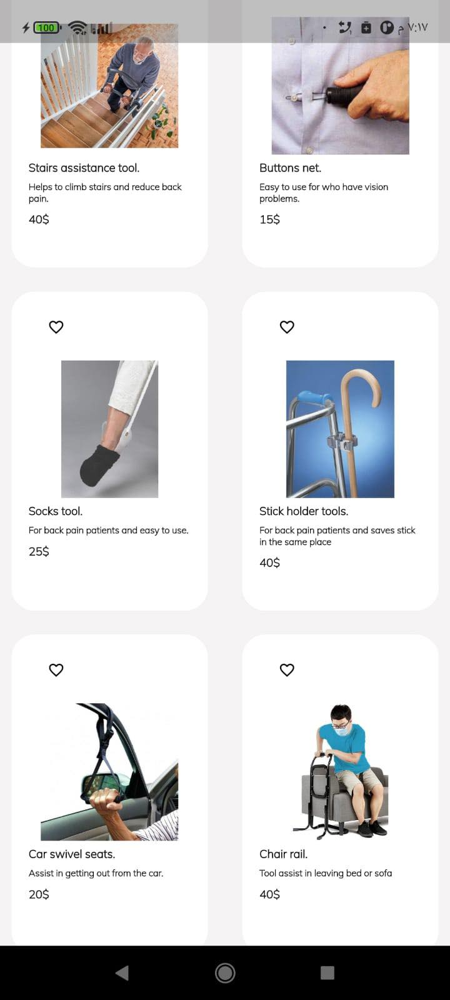 100
م ٧:١٧
Stairs assistance tool.
Helps to climb stairs and reduce back
pain.
40$
Buttons net.
Easy to use for who have vision
problems.
15$
Socks tool.
For back pain patients and easy to use.
25$
Stick holder tools.
For back pain patients and saves stick
in the same place
40$
Car swivel seats.
Assist in getting out from the car.
20$
Chair rail.
Tool assist in leaving bed or sofa
40$